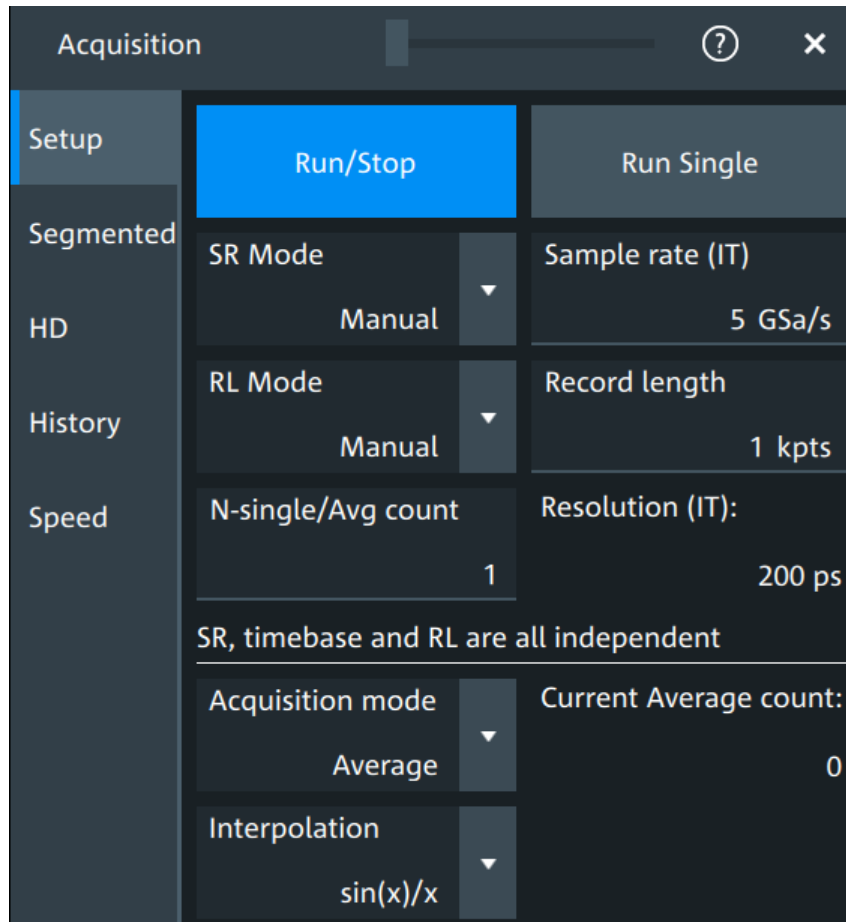 Acquisition
?
Setup
Segmented
HD
History
Speed
Run/Stop
Run Single
SR Mode
Manual
Sample rate (IT)
5 GSa/s
RL Mode
Manual
Record length
1 kpts
N-single/Avg count
1
Resolution (IT):
200 ps
SR, timebase and RL are all independent
Acquisition mode
Average
Current Average count:
0
Interpolation
sin(x)/x